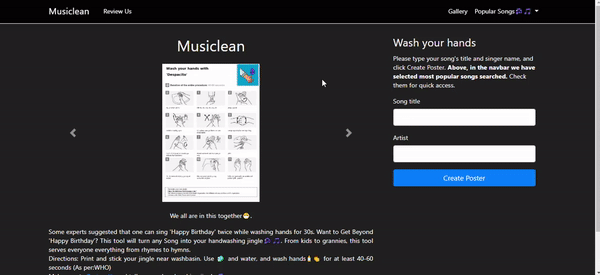 Musiclean Review Us Gallery Popular Songs
Musiclean
Wash your hands with
'Despacito'
We all are in this together
Some experts suggested that one can sing 'Happy Birthday' twice while washing hands for 30s. Want to Get Beyond
'Happy Birthday'? This tool will turn any Song into your handwashing jingle. From kids to grannies, this tool
serves everyone everything from rhymes to hymns.
Directions: Print and stick your jingle near washbasin. Use and water, and wash hands for at least 40-60
seconds (As per:WHO)
Wash your hands
Please type your song's title and singer name, and
click Create Poster. Above, in the navbar we have
selected most popular songs searched. Check
them for quick access.
Song title
Artist
Create Poster